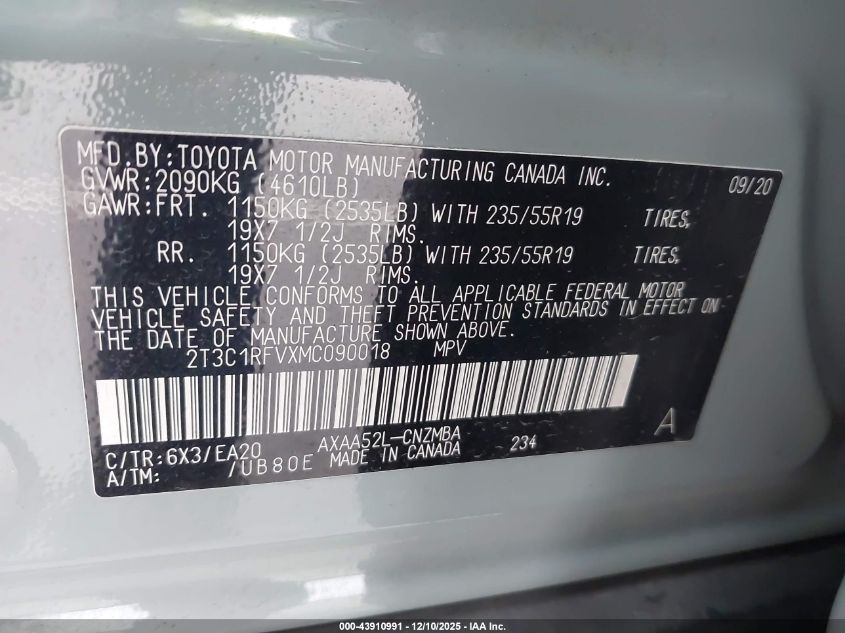 MFD.BY:TOYOTA MOTOR MANUFACTURING CANADA INC. 09/20
GVWR:2090KG (4610LB)
GAWR:FRT. 1150KG (2535LB) WITH 235/55R19 TIRES,
19X7 1/2J RIMS.
RR. 1150KG (2535LB) WITH 235/55R19 TIRES,
19X7 1/2J RIMS.
THIS VEHICLE CONFORMS TO ALL APPLICABLE FEDERAL MOTOR
VEHICLE SAFETY AND THEFT PREVENTION STANDARDS IN EFFECT ON
THE DATE OF MANUFACTURE SHOWN ABOVE.
2T3C1RFVXMC090018 MPV
A
C/TR:6X3/EA20 AXAA52L-CNZMBA 234
A/TM: /UB80E MADE IN CANADA
000-43910991 - 12/10/2025 - IAA Inc.